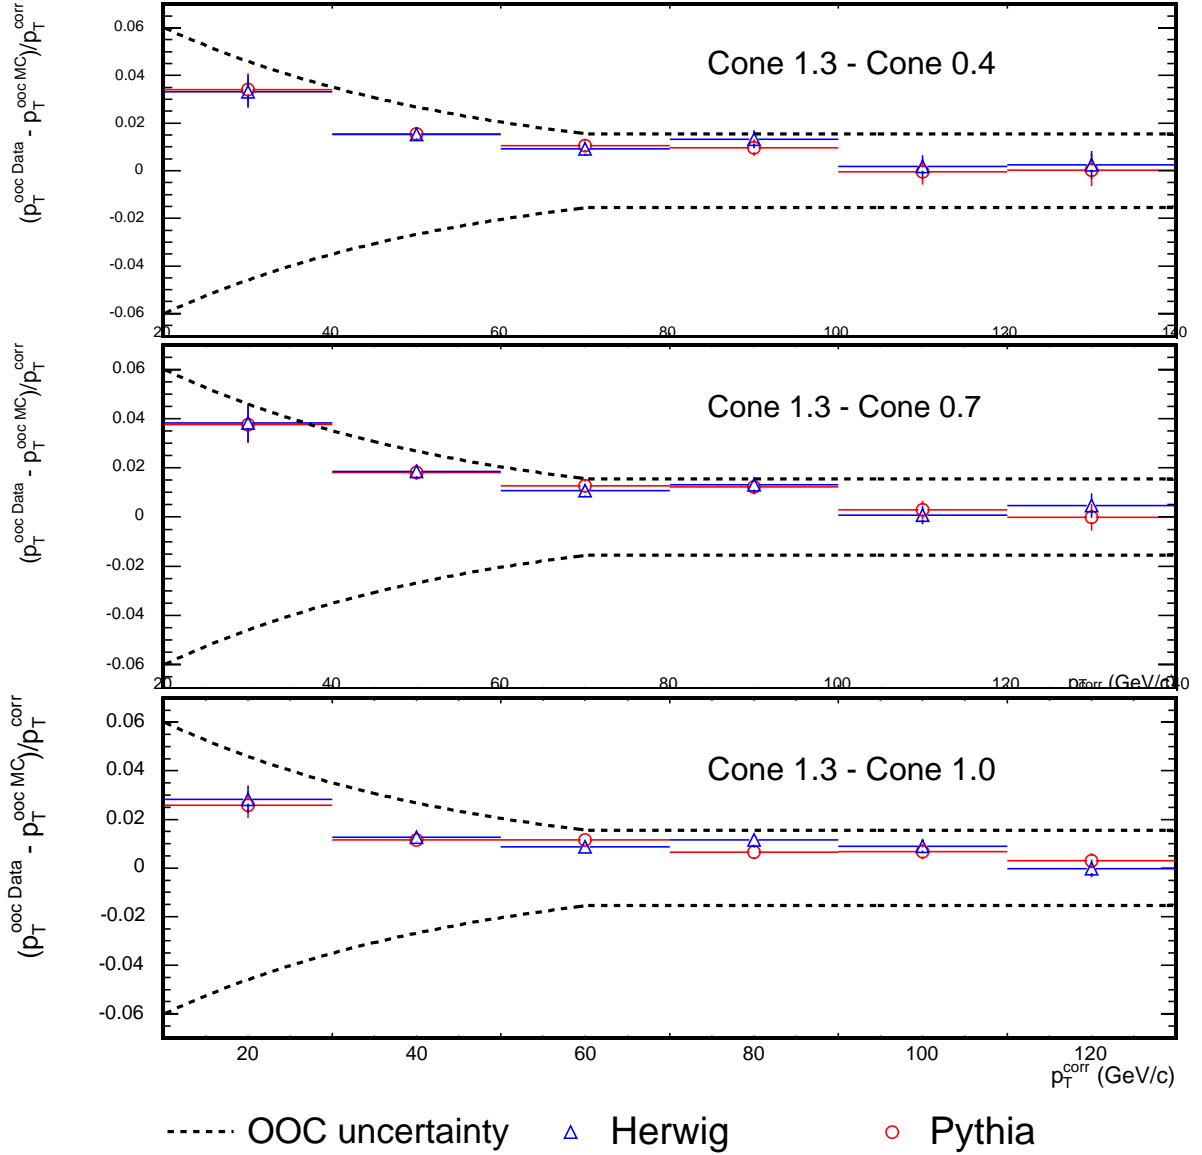 (p_T^{ooc Data} - p_T^{ooc MC})/p_T^{corr}
Cone 1.3 - Cone 0.4
0.06
0.04
0.02
0
-0.02
-0.04
-0.06
20 40 60 80 100 120 140
(p_T^{ooc Data} - p_T^{ooc MC})/p_T^{corr}
Cone 1.3 - Cone 0.7
0.06
0.04
0.02
0
-0.02
-0.04
-0.06
20 40 60 80 100 120 140
p_T^{corr} (GeV/c)
(p_T^{ooc Data} - p_T^{ooc MC})/p_T^{corr}
Cone 1.3 - Cone 1.0
0.06
0.04
0.02
0
-0.02
-0.04
-0.06
20 40 60 80 100 120
p_T^{corr} (GeV/c)
OOC uncertainty Herwig Pythia